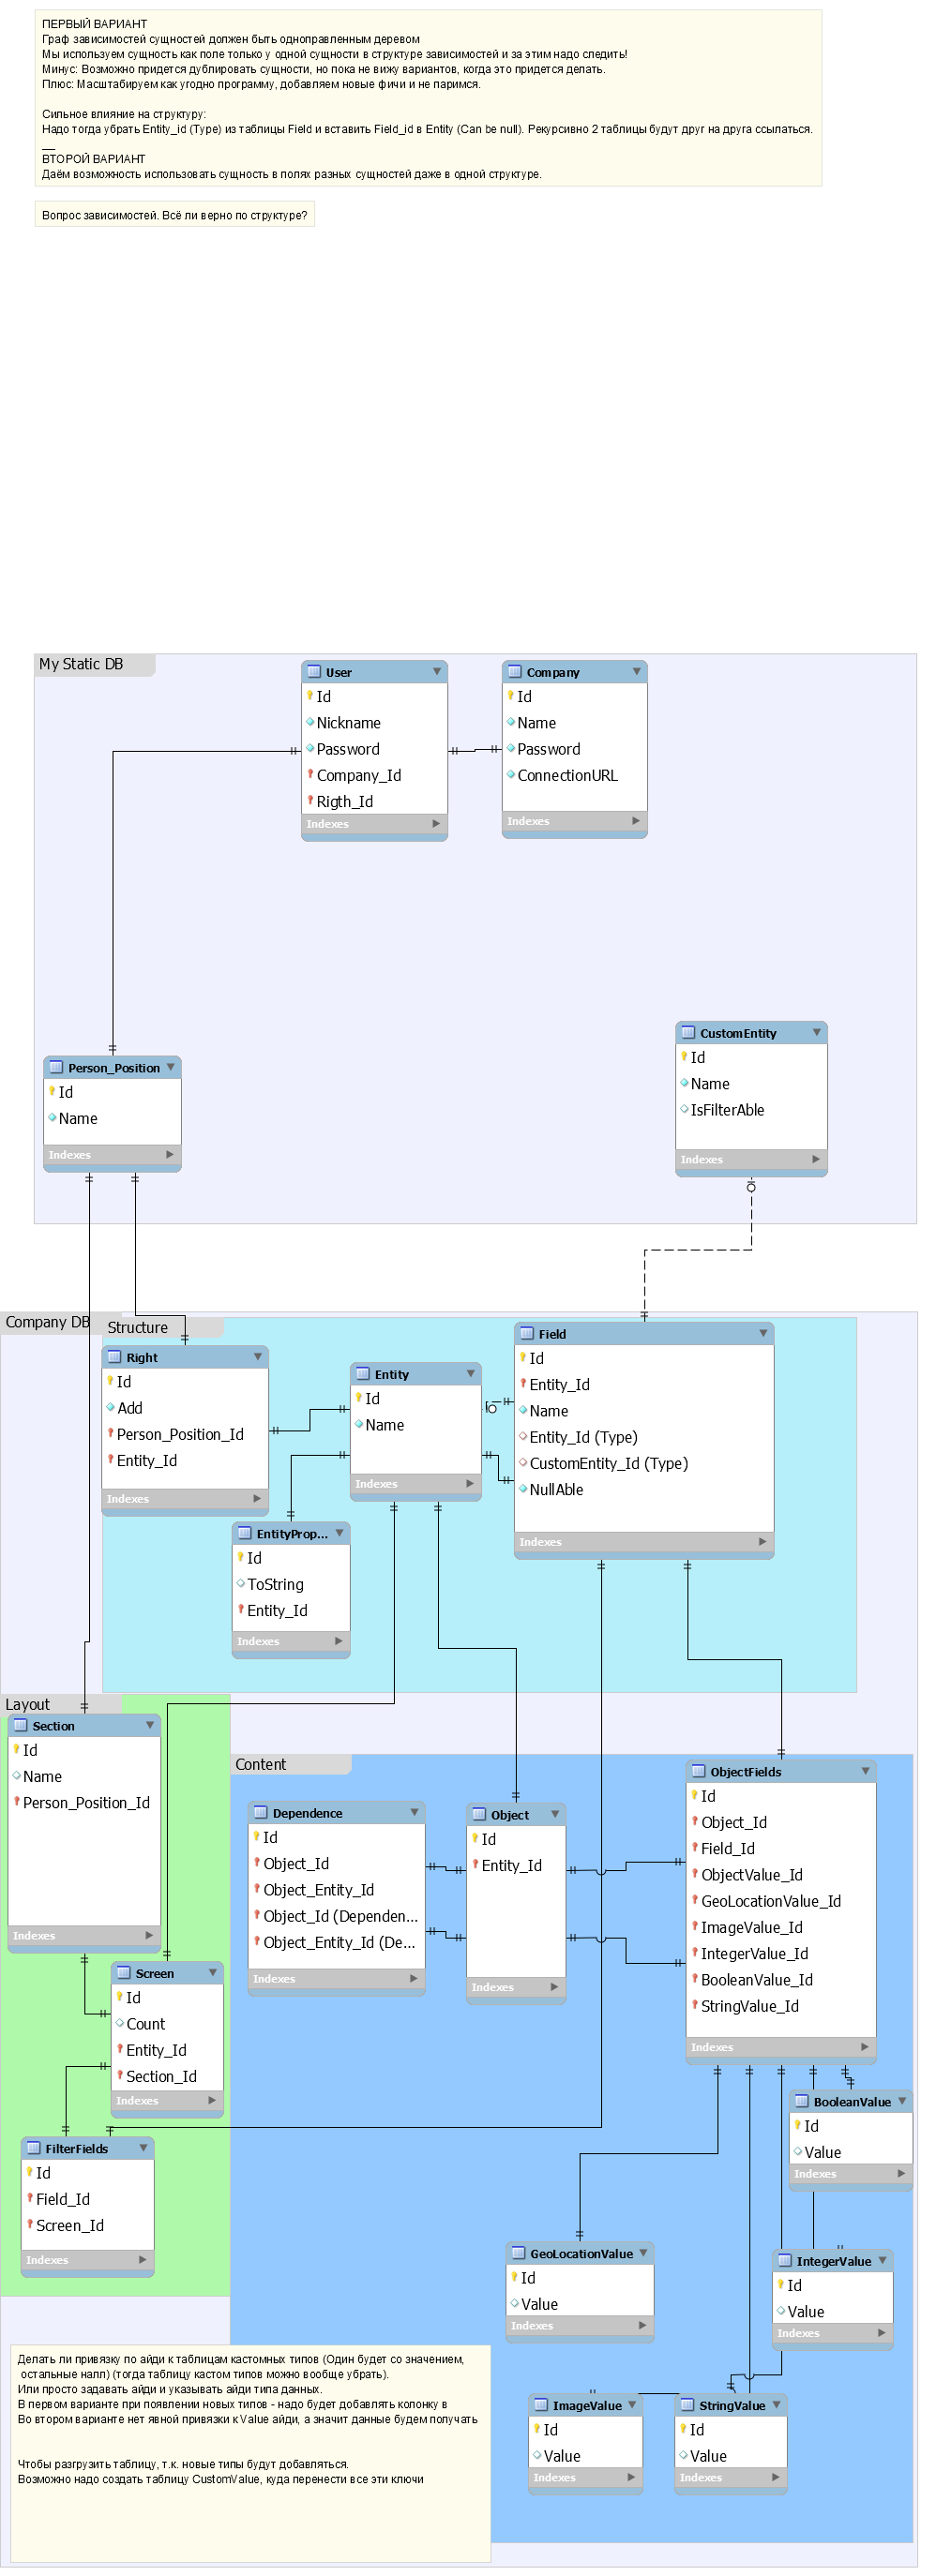 ПЕРВЫЙ ВАРИАНТ
Граф зависимостей сущностей должен быть одноправленным деревом
Мы используем сущность как поле только у одной сущности в структуре зависимостей и за этим надо следить!
Минус: Возможно придется дублировать сущности, но пока не вижу вариантов, когда это придется делать.
Плюс: Масштабируем как угодно программу, добавляем новые фичи и не паримся.
Сильное влияние на структуру:
Надо тогда убрать Entity_id (Type) из таблицы Field и вставить Field_id в Entity (Can be null). Рекурсивно 2 таблицы будут друг на друга ссылаться.
__
ВТОРОЙ ВАРИАНТ
Даём возможность использовать сущность в полях разных сущностей даже в одной структуре.
Вопрос зависимостей. Всё ли верно по структуре?
My Static DB
User
Id
Nickname
Password
Company_Id
Rigth_Id
Indexes
Company
Id
Name
Password
ConnectionURL
Indexes
Person_Position
Id
Name
Indexes
CustomEntity
Id
Name
IsFilterAble
Indexes
Company DB
Structure
Right
Id
Add
Person_Position_Id
Entity_Id
Indexes
Entity
Id
Name
Indexes
Field
Id
Entity_Id
Name
Entity_Id (Type)
CustomEntity_Id (Type)
NullAble
Indexes
EntityProp...
Id
ToString
Entity_Id
Indexes
Layout
Section
Id
Name
Person_Position_Id
Indexes
Screen
Id
Count
Entity_Id
Section_Id
Indexes
FilterFields
Id
Field_Id
Screen_Id
Indexes
Content
Dependence
Id
Object_Id
Object_Entity_Id
Object_Id (Dependen...
Object_Entity_Id (De...
Indexes
Object
Id
Entity_Id
Indexes
ObjectFields
Id
Object_Id
Field_Id
ObjectValue_Id
GeoLocationValue_Id
ImageValue_Id
IntegerValue_Id
BooleanValue_Id
StringValue_Id
Indexes
BooleanValue
Id
Value
Indexes
GeoLocationValue
Id
Value
Indexes
IntegerValue
Id
Value
Indexes
ImageValue
Id
Value
Indexes
StringValue
Id
Value
Indexes
Делать ли привязку по айди к таблицам кастомных типов (Один будет со значением,
остальные налл) (тогда таблицу кастом типов можно вообще убрать).
Или просто задавать айди и указывать айди типа данных.
В первом варианте при появлении новых типов - надо будет добавлять колонку в
Во втором варианте нет явной привязки к Value айди, а значит данные будем получать
Чтобы разгрузить таблицу, т.к. новые типы будут добавляться.
Возможно надо создать таблицу CustomValue, куда перенести все эти ключи